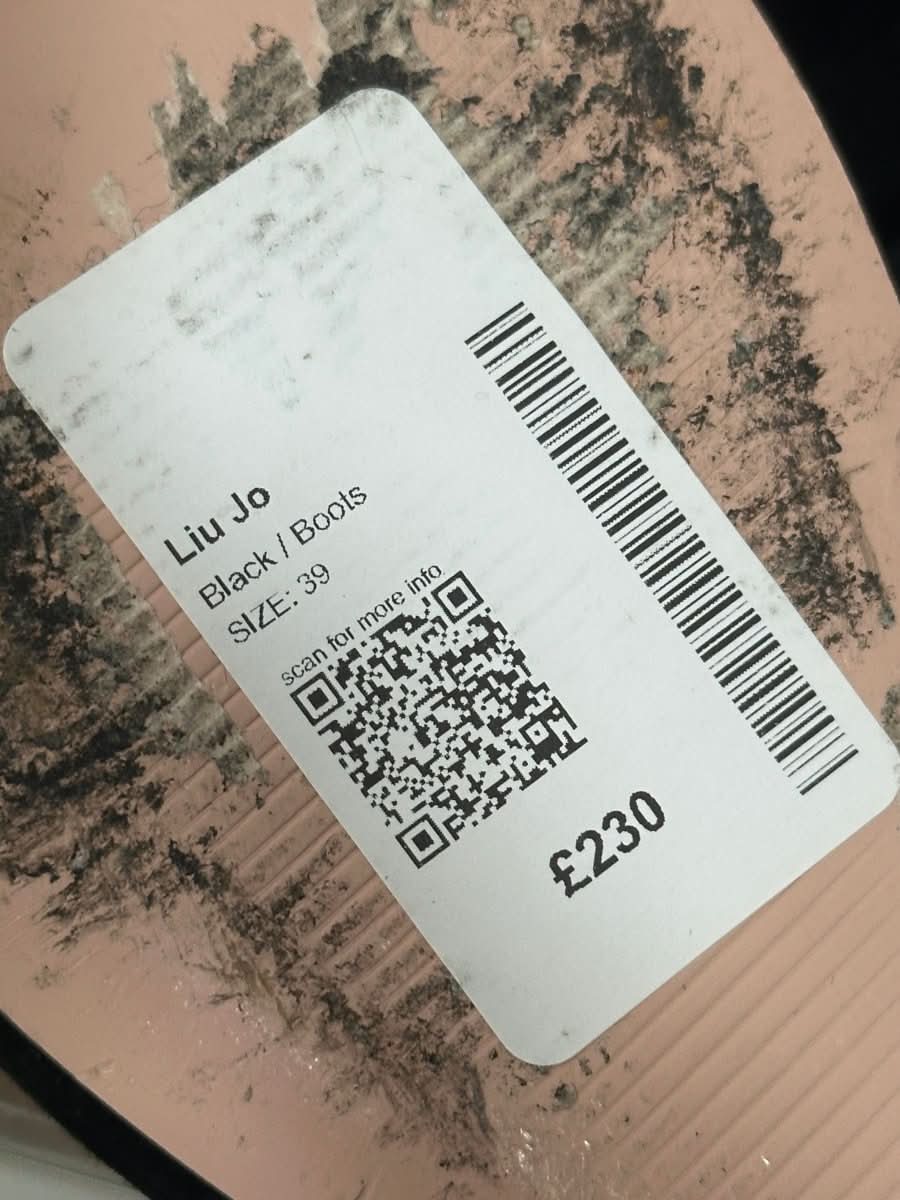 Liu Jo
Black / Boots
SIZE: 39
scan for more info
£230